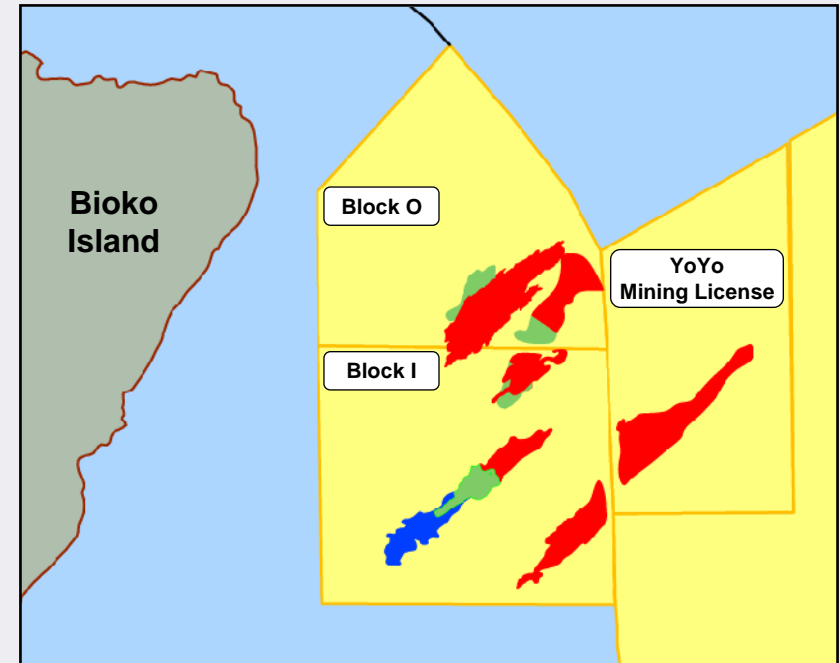 Bioko
Island
Block O
YoYo
Mining License
Block I